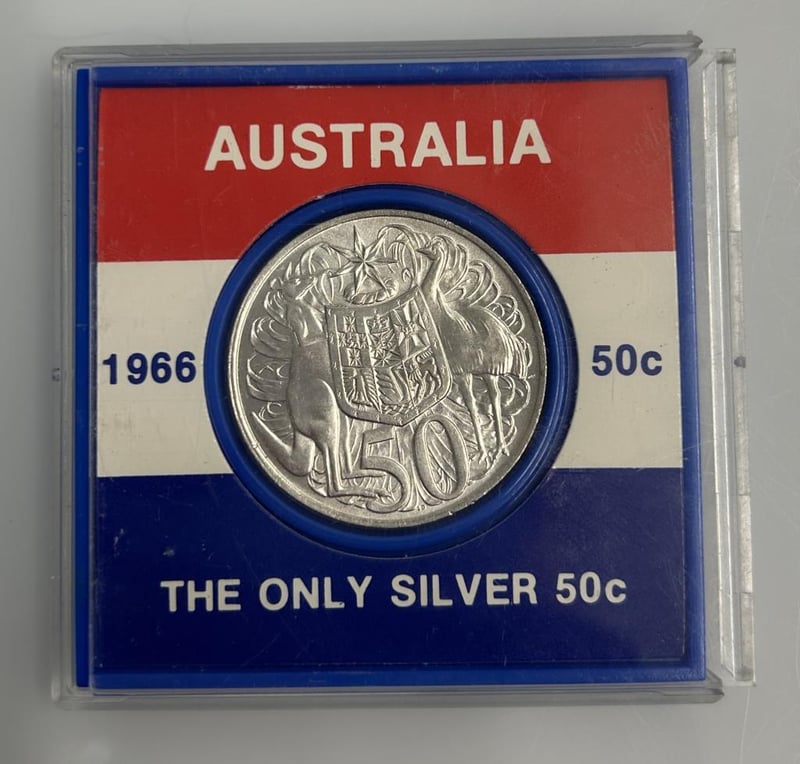 AUSTRALIA
1966
50c
50
THE ONLY SILVER 50c